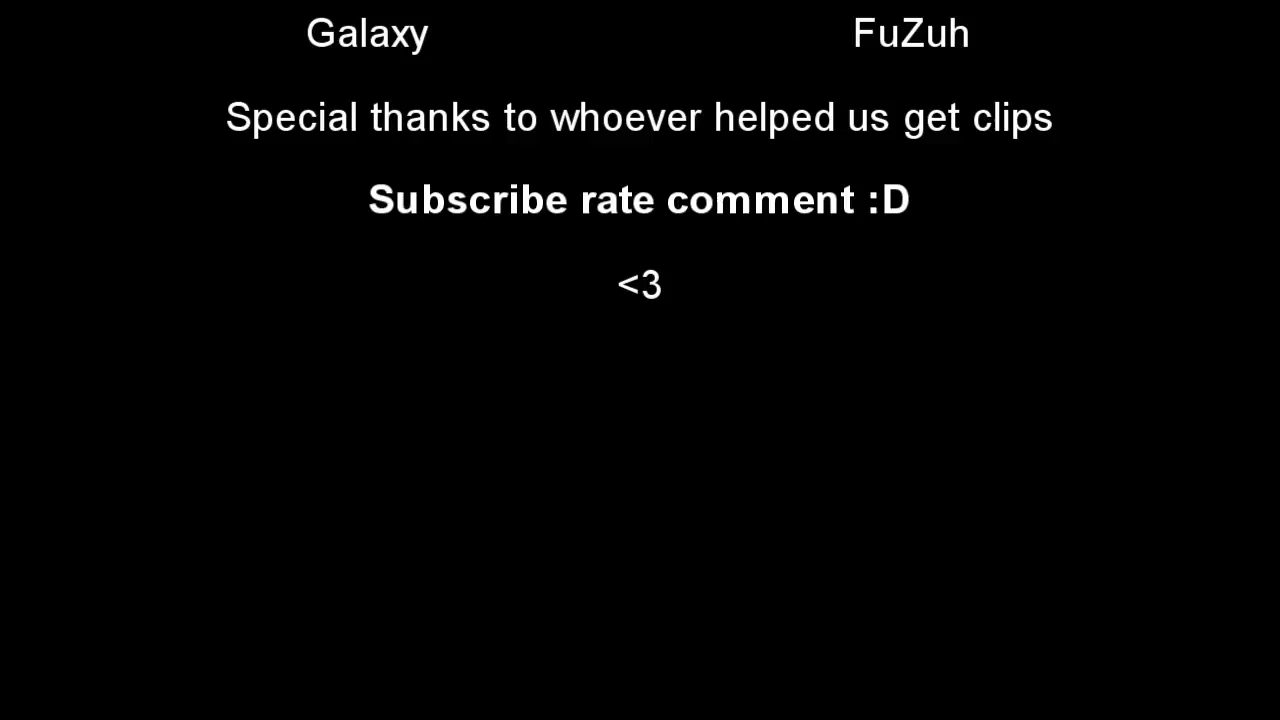 Galaxy FuZuh
Special thanks to whoever helped us get clips
Subscribe rate comment :D
<3